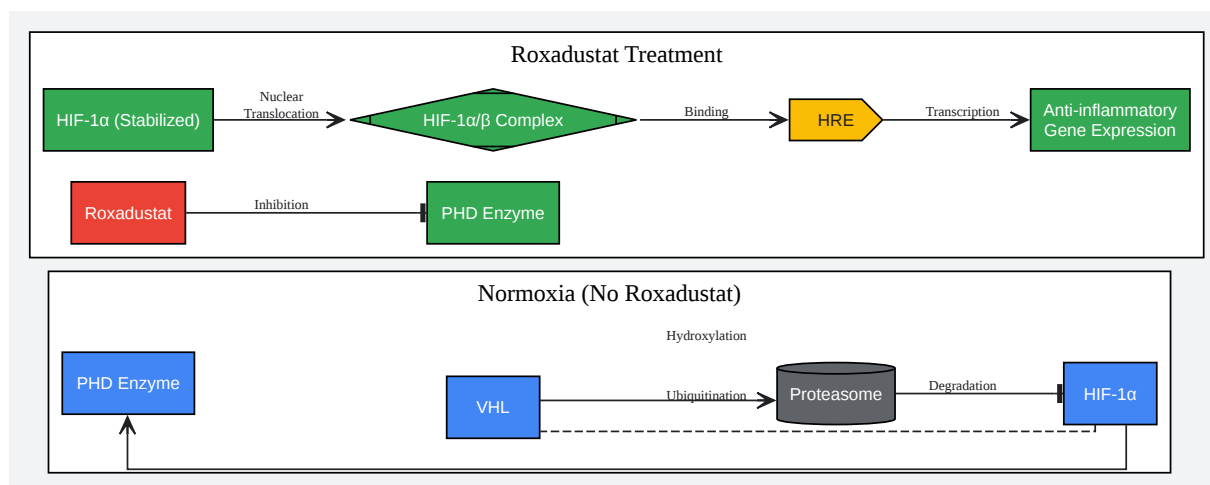 Roxadustat Treatment
HIF-1α (Stabilized)
Nuclear
Translocation
HIF-1α/β Complex
Binding
HRE
Transcription
Anti-inflammatory
Gene Expression
Roxadustat
Inhibition
PHD Enzyme
Normoxia (No Roxadustat)
Hydroxylation
PHD Enzyme
VHL
Ubiquitination
Proteasome
Degradation
HIF-1α